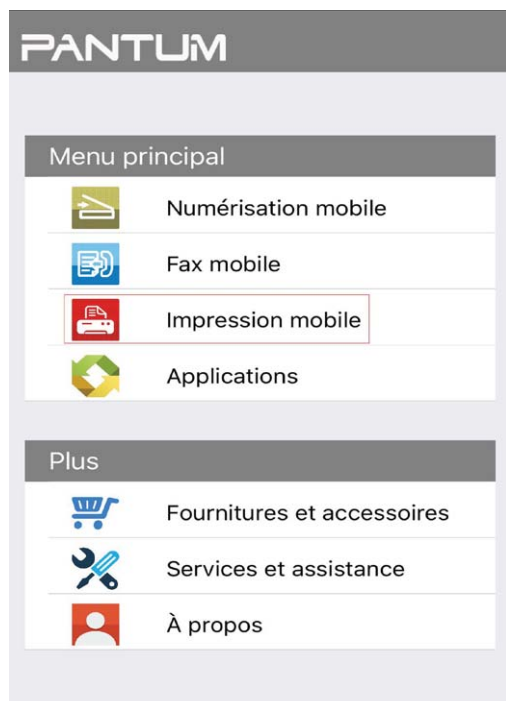 PANTUM
Menu principal
Numérisation mobile
Fax mobile
Impression mobile
Applications
Plus
Fournitures et accessoires
Services et assistance
À propos